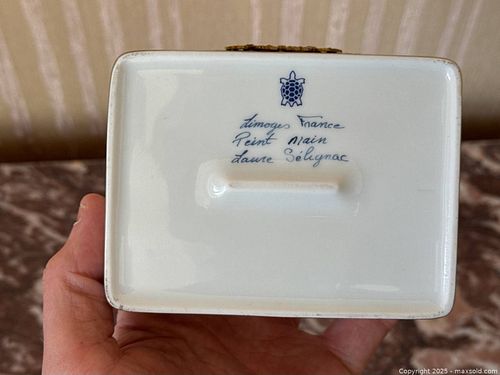 Limoges France
Peint Main
Laure Sélignac
Copyright 2025 - maxsold.com